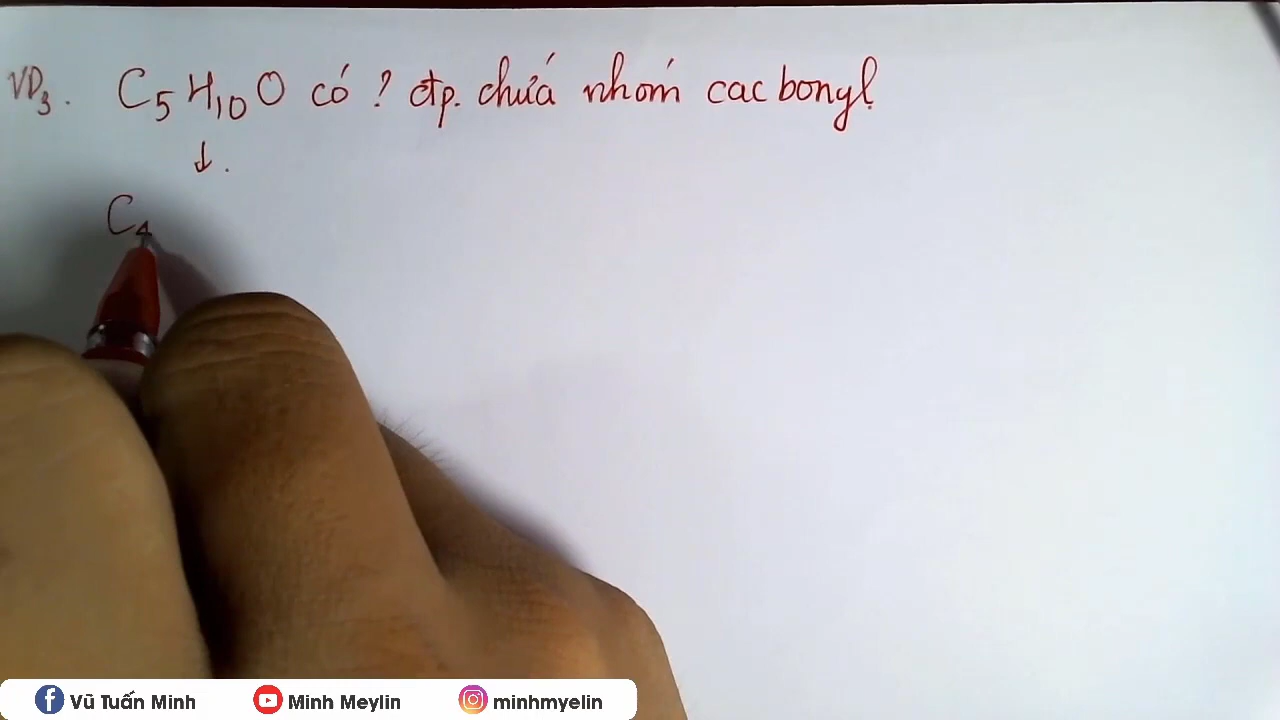 VD3. C5H10O có ? đp. chứa nhóm cacbonyl
↓.
C4
Vũ Tuấn Minh Minh Meylin minhmyelin